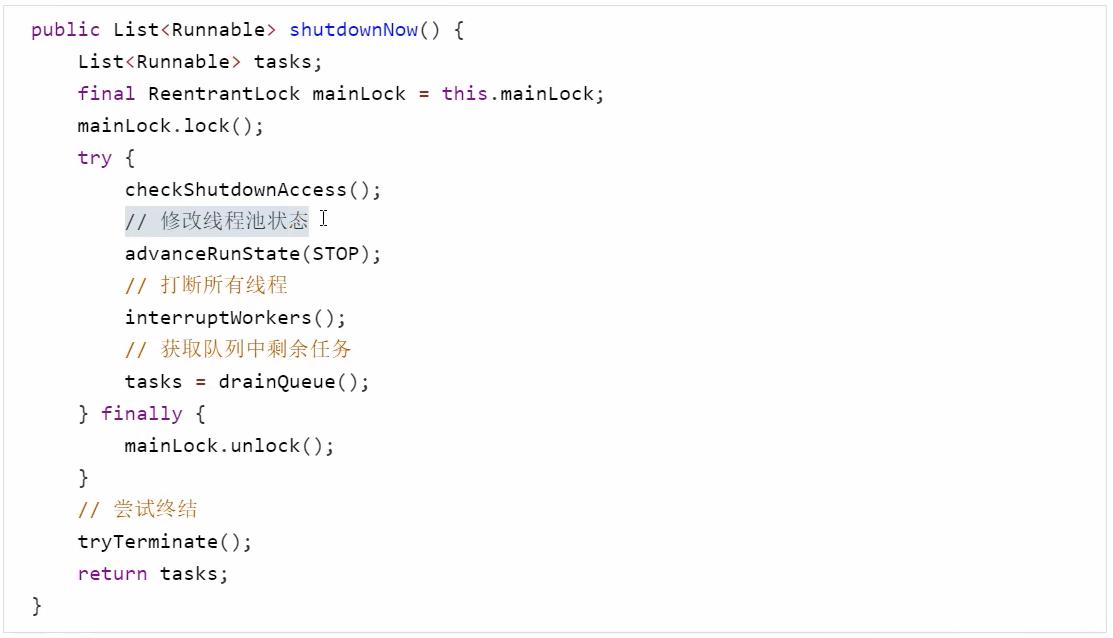 public List<Runnable> shutdownNow() {
    List<Runnable> tasks;
    final ReentrantLock mainLock = this.mainLock;
    mainLock.lock();
    try {
        checkShutdownAccess();
        // 修改线程池状态
        advanceRunState(STOP);
        // 打断所有线程
        interruptWorkers();
        // 获取队列中剩余任务
        tasks = drainQueue();
    } finally {
        mainLock.unlock();
    }
    // 尝试终结
    tryTerminate();
    return tasks;
}